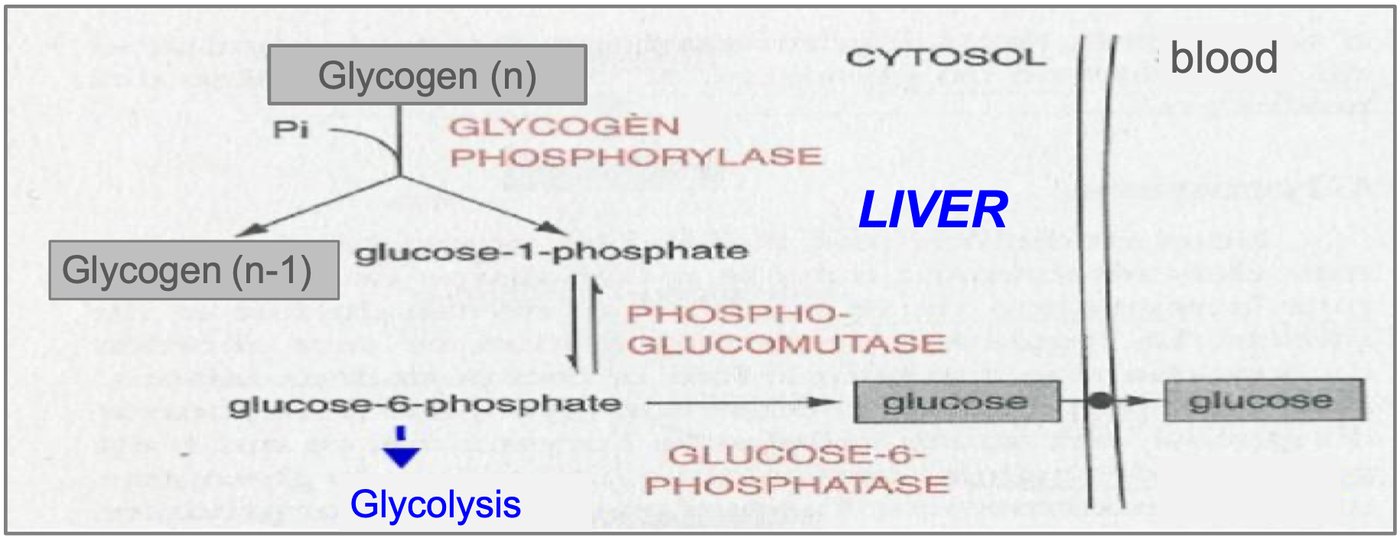 Glycogen (n)
CYTOSOL
blood
Pi
GLYCOGÈN
PHOSPHORYLASE
LIVER
Glycogen (n-1)
glucose-1-phosphate
PHOSPHO-
GLUCOMUTASE
glucose-6-phosphate
glucose
glucose
GLUCOSE-6-
PHOSPHATASE
Glycolysis